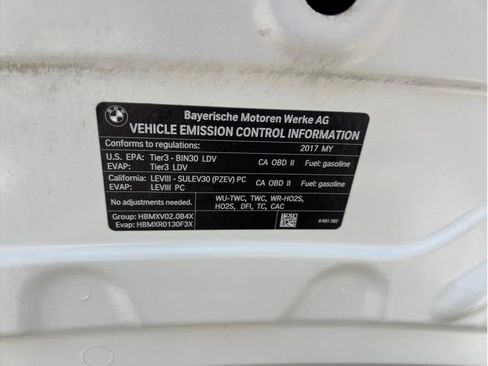 BMW
Bayerische Motoren Werke AG
VEHICLE EMISSION CONTROL INFORMATION
Conforms to regulations: 2017 MY
U.S. EPA: Tier3 - BIN30 LDV CA OBD II Fuel: gasoline
EVAP: Tier3 LDV
California: LEVIII - SULEV30 (PZEV) PC CA OBD II Fuel: gasoline
EVAP: LEVIII PC
No adjustments needed. WU-TWC, TWC, WR-HO2S,
HO2S, DFI, TC, CAC
Group: HBMXV02.0B4X
Evap: HBMXR0130F3X